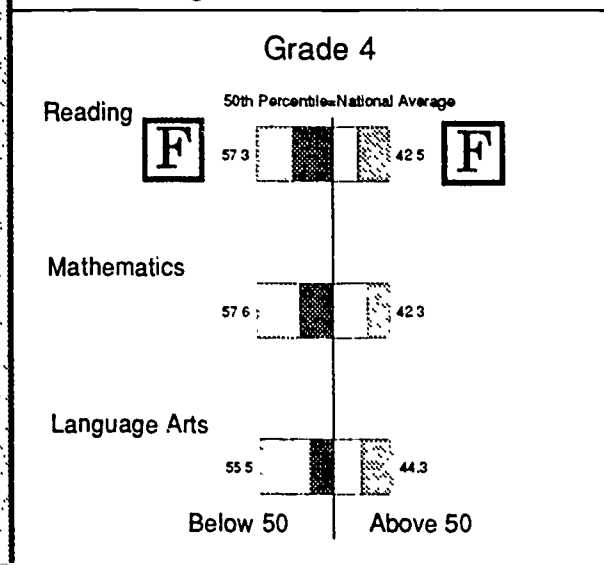 Grade 4
50th Percentile=National Average
Reading
F 57 3 42 5 F
Mathematics
57 6 42 3
Language Arts
55 5 44.3
Below 50 Above 50